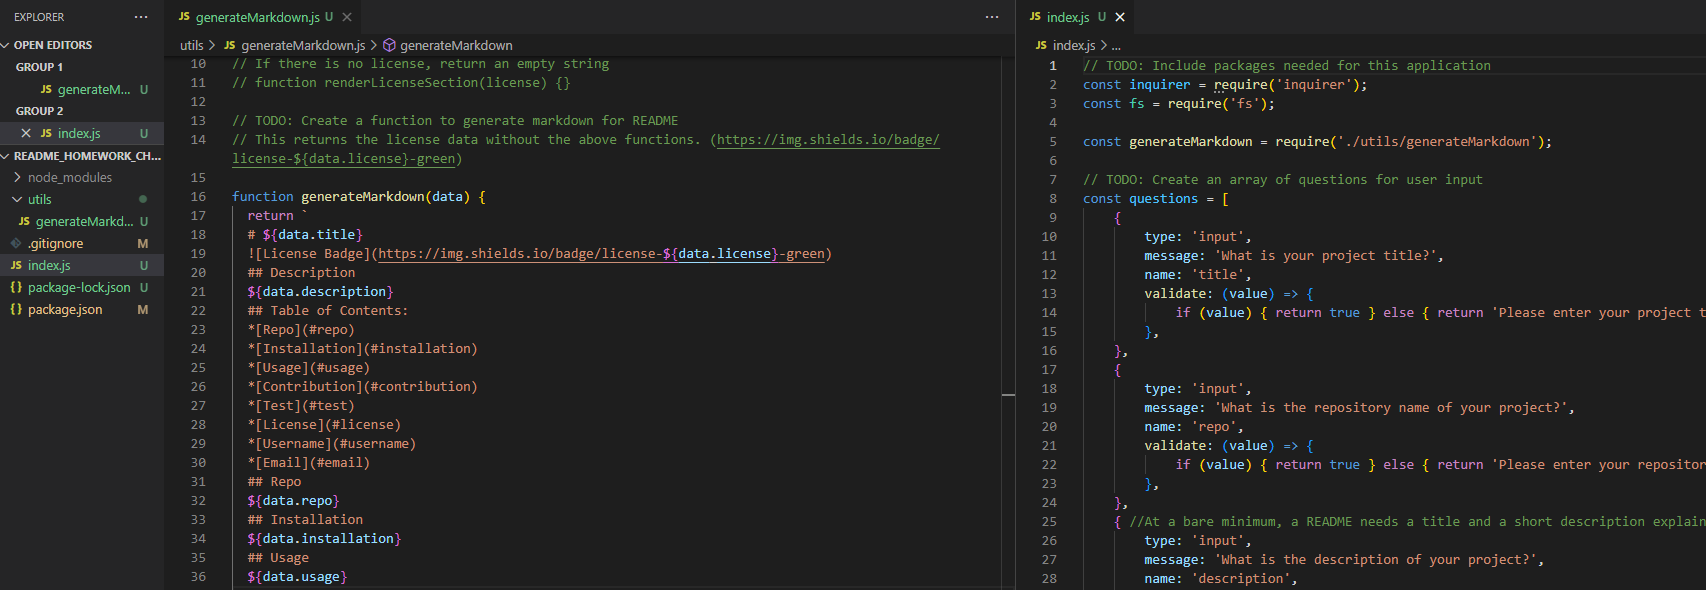 EXPLORER
OPEN EDITORS
GROUP 1
JS generateM... U
GROUP 2
JS index.js U
README_HOMEWORK_CH...
node_modules
utils
JS generateMarkd... U
.gitignore M
JS index.js U
{} package-lock.json U
{} package.json M
JS generateMarkdown.js U
utils > JS generateMarkdown.js > generateMarkdown
10 // If there is no license, return an empty string
11 // function renderLicenseSection(license) {}
12
13 // TODO: Create a function to generate markdown for README
14 // This returns the license data without the above functions. (https://img.shields.io/badge/
license-${data.license}-green)
15
16 function generateMarkdown(data) {
17 return `
18 # ${data.title}
19 ![License Badge](https://img.shields.io/badge/license-${data.license}-green)
20 ## Description
21 ${data.description}
22 ## Table of Contents:
23 *[Repo](#repo)
24 *[Installation](#installation)
25 *[Usage](#usage)
26 *[Contribution](#contribution)
27 *[Test](#test)
28 *[License](#license)
29 *[Username](#username)
30 *[Email](#email)
31 ## Repo
32 ${data.repo}
33 ## Installation
34 ${data.installation}
35 ## Usage
36 ${data.usage}
JS index.js U
JS index.js > ...
1 // TODO: Include packages needed for this application
2 const inquirer = require('inquirer');
3 const fs = require('fs');
4
5 const generateMarkdown = require('./utils/generateMarkdown');
6
7 // TODO: Create an array of questions for user input
8 const questions = [
9 {
10 type: 'input',
11 message: 'What is your project title?',
12 name: 'title',
13 validate: (value) => {
14 if (value) { return true } else { return 'Please enter your project t
15 },
16 },
17 {
18 type: 'input',
19 message: 'What is the repository name of your project?',
20 name: 'repo',
21 validate: (value) => {
22 if (value) { return true } else { return 'Please enter your repositor
23 },
24 },
25 { //At a bare minimum, a README needs a title and a short description explain
26 type: 'input',
27 message: 'What is the description of your project?',
28 name: 'description',